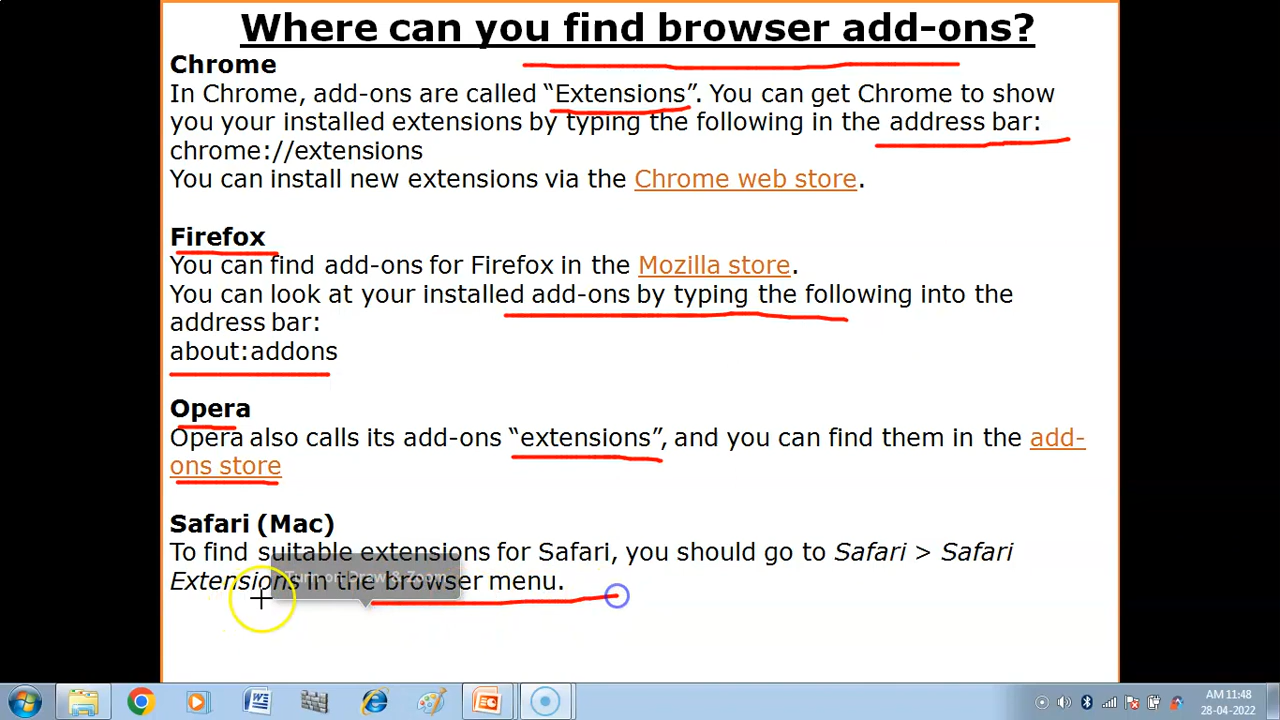 Where can you find browser add-ons?
Chrome
In Chrome, add-ons are called “Extensions”. You can get Chrome to show
you your installed extensions by typing the following in the address bar:
chrome://extensions
You can install new extensions via the Chrome web store.
Firefox
You can find add-ons for Firefox in the Mozilla store.
You can look at your installed add-ons by typing the following into the
address bar:
about:addons
Opera
Opera also calls its add-ons “extensions”, and you can find them in the add-
ons store
Safari (Mac)
To find suitable extensions for Safari, you should go to Safari > Safari
Extensions in the browser menu.
Turn on Draw & Zoom
AM 11:48
28-04-2022